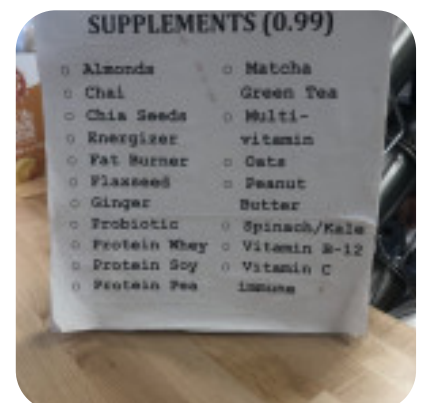 SUPPLEMENTS (0.99)
Almonds
Chai
Chia Seeds
Energizer
Fat Burner
Flaxseed
Ginger
Probiotic
Protein Whey
Protein Soy
Protein Pea
Matcha
Green Tea
Multi-
vitamin
Oats
Peanut
Butter
Spinach/Kale
Vitamin B-12
Vitamin C
immune